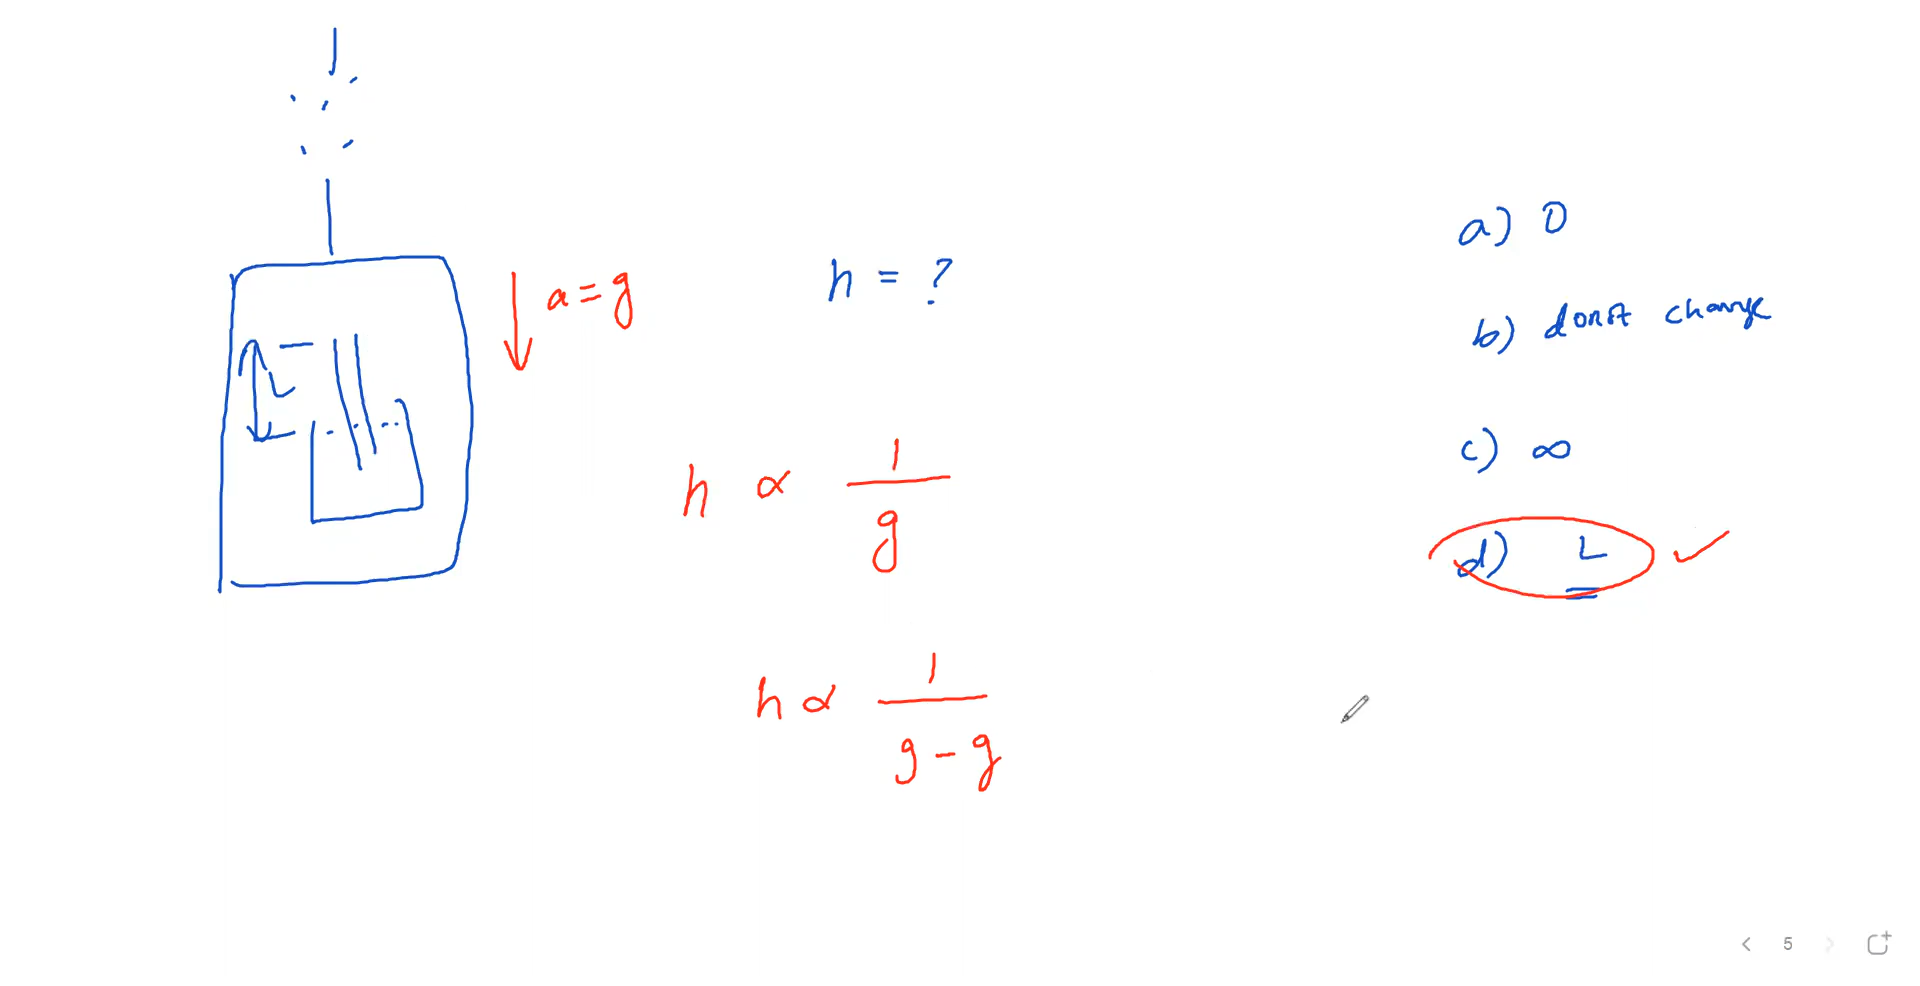 a = g
h = ?
L
h ∝ 1/g
h ∝ 1/(g - g)
a) 0
b) don't change
c) ∞
d) L
5